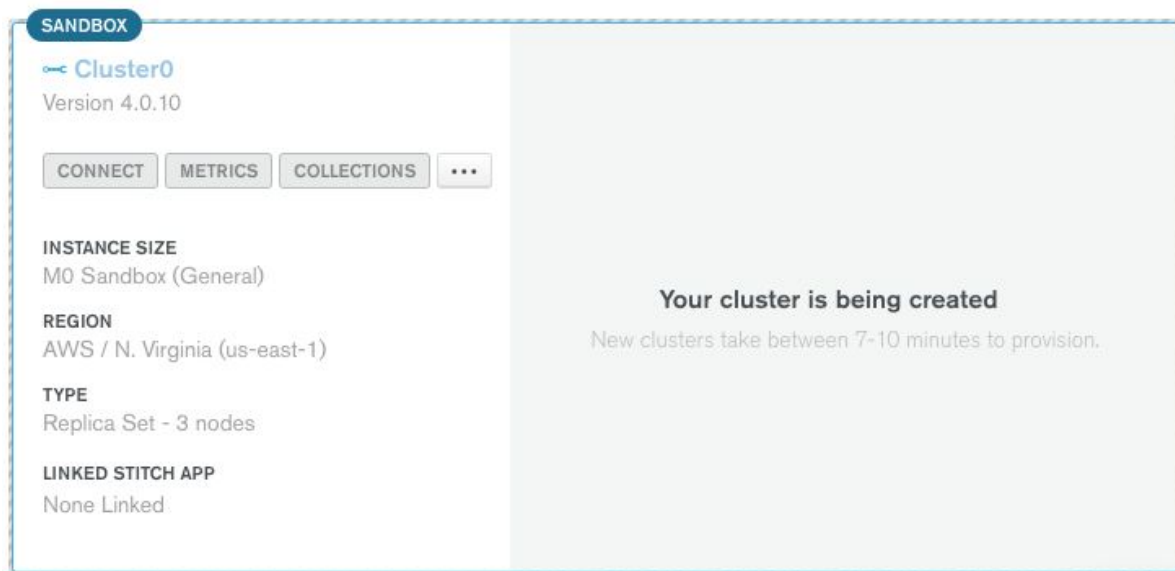 SANDBOX
Cluster0
Version 4.0.10
CONNECT METRICS COLLECTIONS ...
INSTANCE SIZE
M0 Sandbox (General)
REGION
AWS / N. Virginia (us-east-1)
TYPE
Replica Set - 3 nodes
LINKED STITCH APP
None Linked
Your cluster is being created
New clusters take between 7-10 minutes to provision.